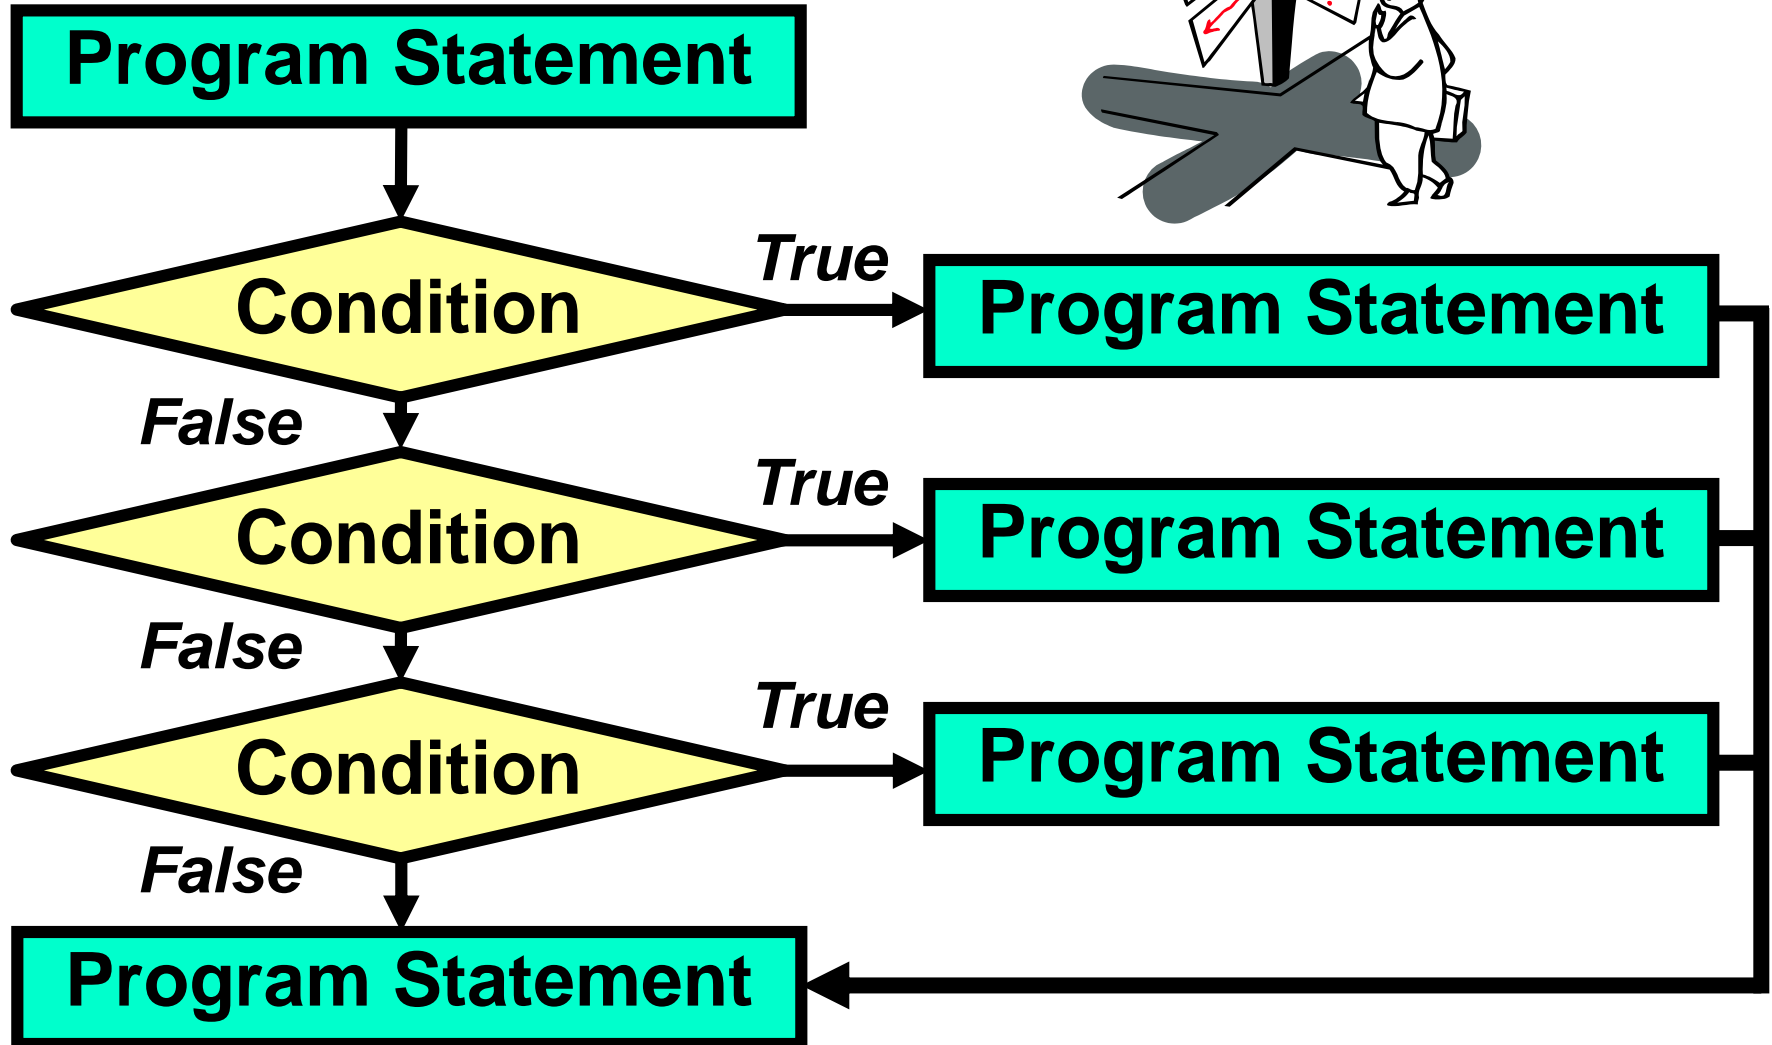 Program Statement
True
Condition
Program Statement
False
True
Condition
Program Statement
False
True
Condition
Program Statement
False
Program Statement